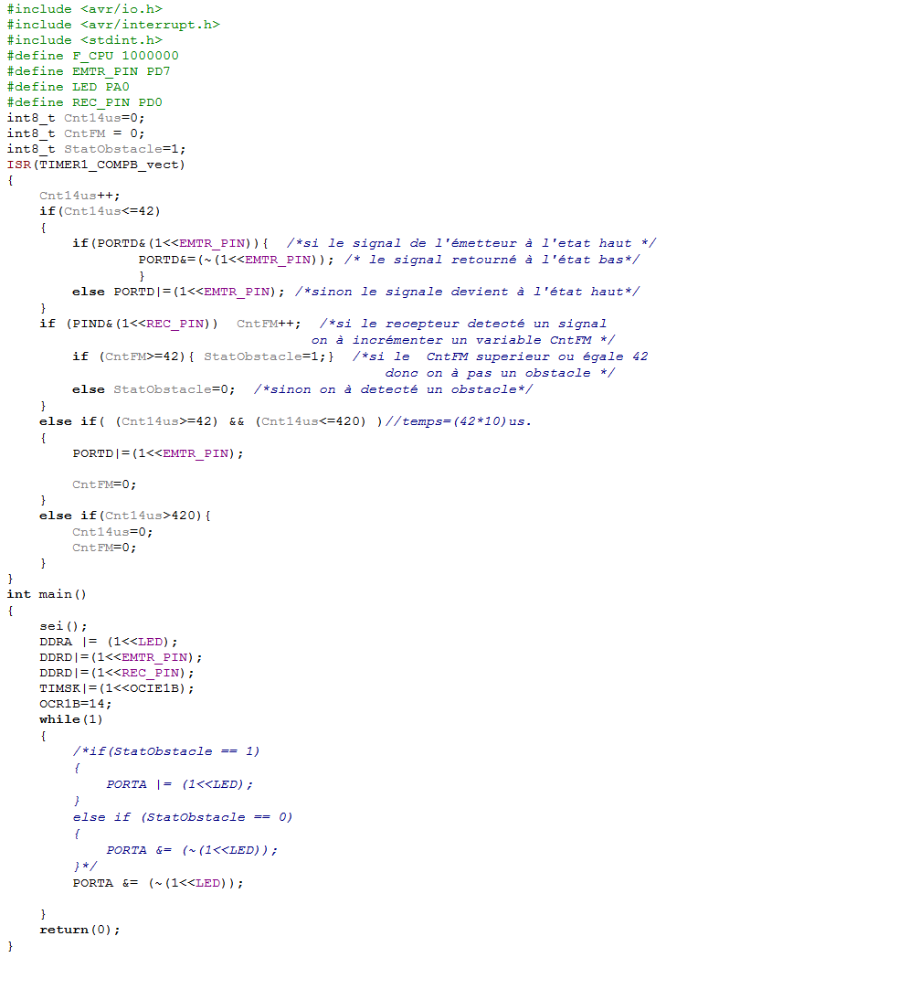 #include <avr/io.h>
#include <avr/interrupt.h>
#include <stdint.h>
#define F_CPU 1000000
#define EMTR_PIN PD7
#define LED PA0
#define REC_PIN PD0
int8_t Cnt14us=0;
int8_t CntFM = 0;
int8_t StatObstacle=1;
ISR(TIMER1_COMPB_vect)
{
    Cnt14us++;
    if(Cnt14us<=42)
    {
        if(PORTD&(1<<EMTR_PIN)){  /*si le signal de l'émetteur à l'etat haut */
                PORTD&=(~(1<<EMTR_PIN)); /* le signal retourné à l'état bas*/
                }
        else PORTD|=(1<<EMTR_PIN); /*sinon le signale devient à l'état haut*/
    }
    if (PIND&(1<<REC_PIN))  CntFM++;  /*si le recepteur detecté un signal
                                     on à incrémenter un variable CntFM */
        if (CntFM>=42){ StatObstacle=1;}  /*si le  CntFM superieur ou égale 42
                                              donc on à pas un obstacle */
        else StatObstacle=0;  /*sinon on à detecté un obstacle*/
    }
    else if( (Cnt14us>=42) && (Cnt14us<=420) )//temps=(42*10)us.
    {
        PORTD|=(1<<EMTR_PIN);

        CntFM=0;
    }
    else if(Cnt14us>420){
        Cnt14us=0;
        CntFM=0;
    }
}
int main()
{
    sei();
    DDRA |= (1<<LED);
    DDRD|=(1<<EMTR_PIN);
    DDRD|=(1<<REC_PIN);
    TIMSK|=(1<<OCIE1B);
    OCR1B=14;
    while(1)
    {
        /*if(StatObstacle == 1)
        {
            PORTA |= (1<<LED);
        }
        else if (StatObstacle == 0)
        {
            PORTA &= (~(1<<LED));
        }*/
        PORTA &= (~(1<<LED));

    }
    return(0);
}